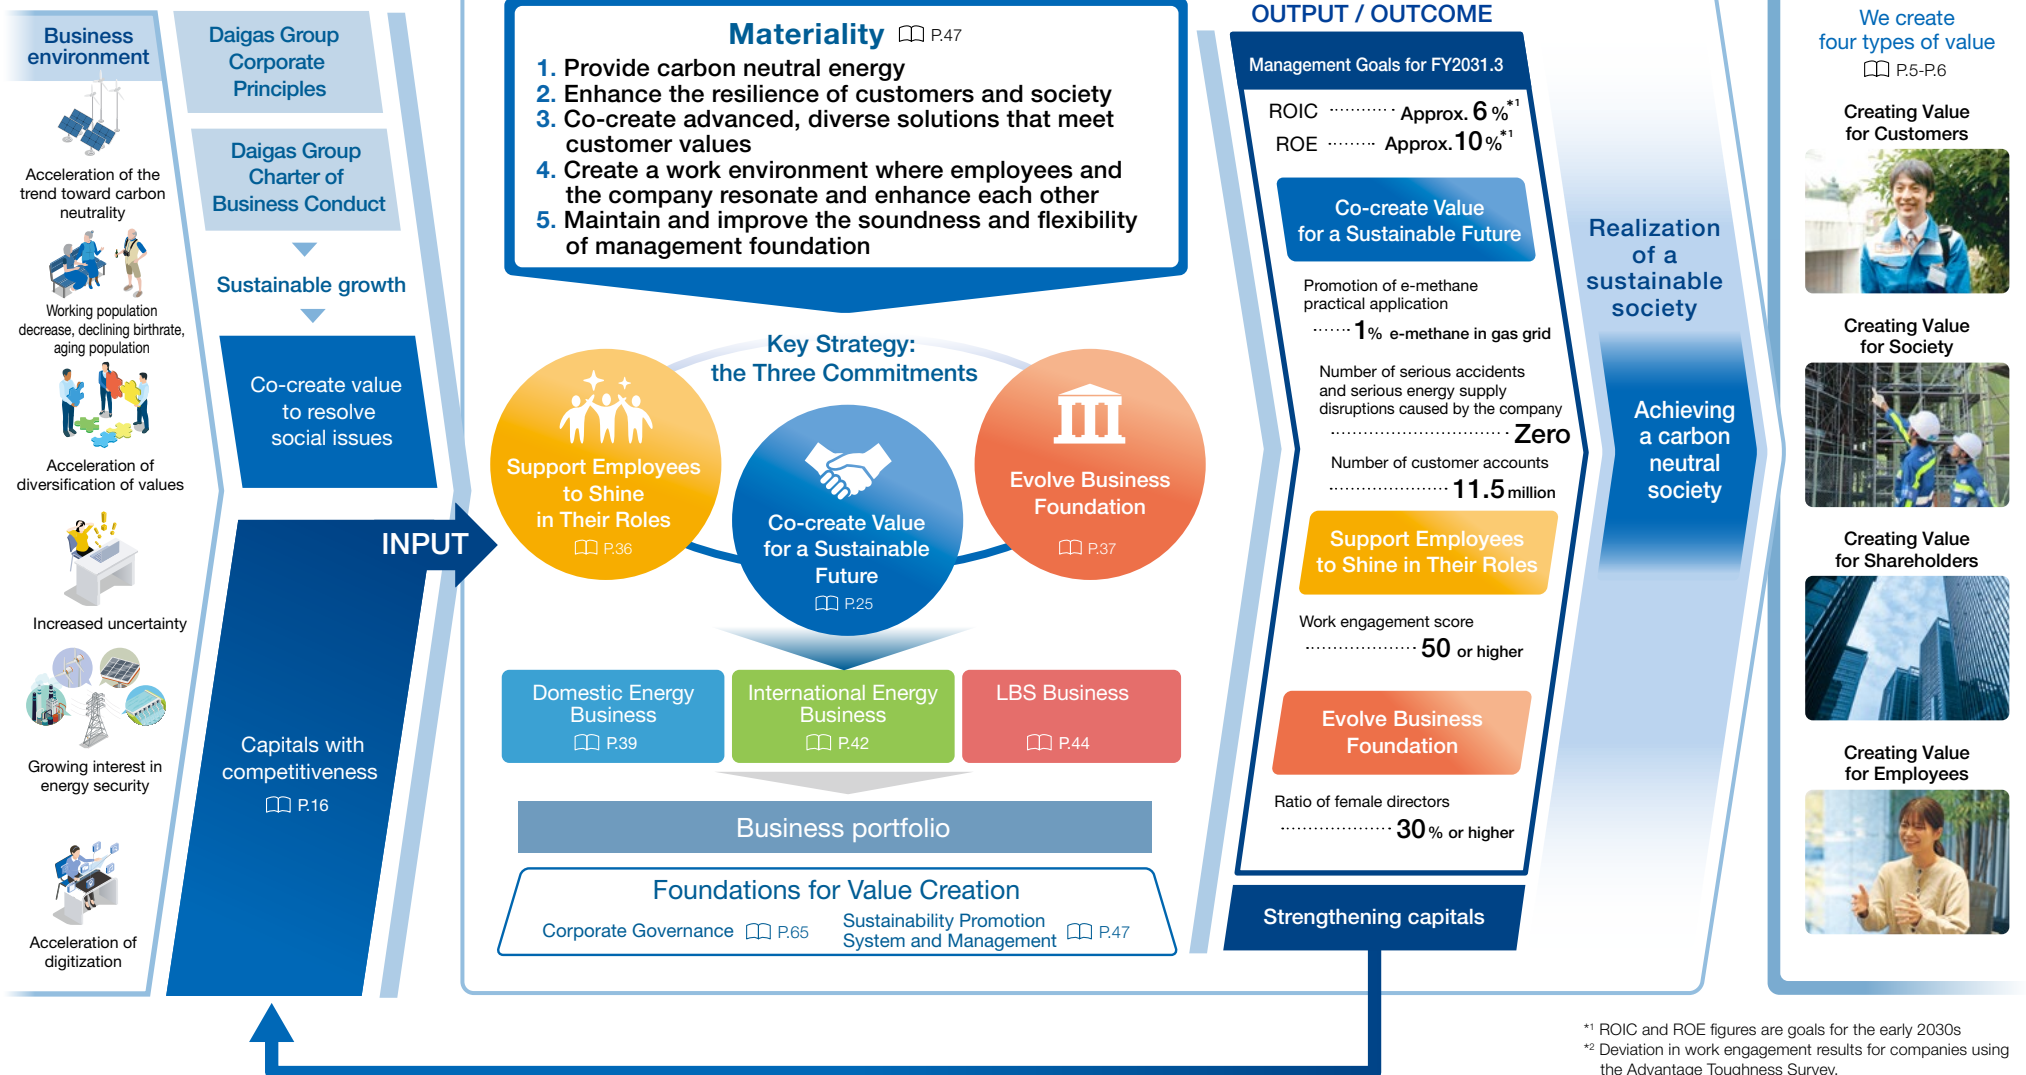 Business
environment
Acceleration of the
trend toward carbon
neutrality
Working population
decrease, declining birthrate,
aging population
Acceleration of
diversification of values
Increased uncertainty
Growing interest in
energy security
Acceleration of
digitization
Daigas Group
Corporate
Principles
Daigas Group
Charter of
Business Conduct
Sustainable growth
Co-create value
to resolve
social issues
Capitals with
competitiveness
P.16
INPUT
Materiality P.47
1. Provide carbon neutral energy
2. Enhance the resilience of customers and society
3. Co-create advanced, diverse solutions that meet
customer values
4. Create a work environment where employees and
the company resonate and enhance each other
5. Maintain and improve the soundness and flexibility
of management foundation
Key Strategy:
the Three Commitments
Support Employees
to Shine
in Their Roles
P.36
Co-create Value
for a Sustainable
Future
P.25
Evolve Business
Foundation
P.37
Domestic Energy
Business
P.39
International Energy
Business
P.42
LBS Business
P.44
Business portfolio
Foundations for Value Creation
Corporate Governance P.65
Sustainability Promotion
System and Management P.47
OUTPUT / OUTCOME
Management Goals for FY2031.3
ROIC ··········· Approx. 6 %*1
ROE ········ Approx. 10 %*1
Co-create Value
for a Sustainable Future
Promotion of e-methane
practical application
······· 1% e-methane in gas grid
Number of serious accidents
and serious energy supply
disruptions caused by the company
······························ Zero
Number of customer accounts
···················· 11.5 million
Support Employees
to Shine in Their Roles
Work engagement score
··················· 50 or higher
Evolve Business
Foundation
Ratio of female directors
··················· 30 % or higher
Strengthening capitals
Realization
of a
sustainable
society
Achieving
a carbon
neutral
society
We create
four types of value
P.5-P.6
Creating Value
for Customers
Creating Value
for Society
Creating Value
for Shareholders
Creating Value
for Employees
*1 ROIC and ROE figures are goals for the early 2030s
*2 Deviation in work engagement results for companies using
the Advantage Toughness Survey.